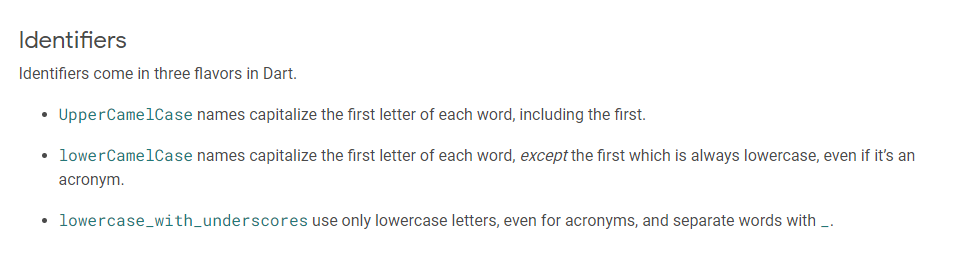 Identifiers
Identifiers come in three flavors in Dart.
• UpperCamelCase names capitalize the first letter of each word, including the first.
• lowerCamelCase names capitalize the first letter of each word, except the first which is always lowercase, even if it’s an
acronym.
• lowercase_with_underscores use only lowercase letters, even for acronyms, and separate words with _.